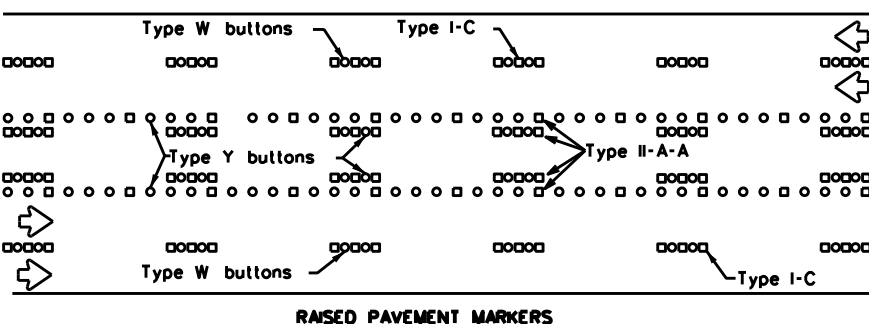 Type W buttons
Type I-C
Type Y buttons
Type II-A-A
Type W buttons
Type I-C
RAISED PAVEMENT MARKERS